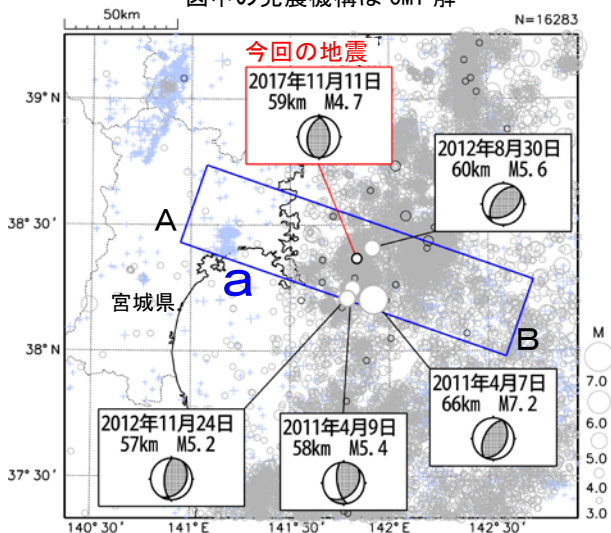 図中の発震機構は CMT 解
50km
N=16283
今回の地震
2017年11月11日
59km M4.7
2012年8月30日
60km M5.6
39°N
38°30′
38°N
37°30′
A
a
B
宮城県
M
7.0
6.0
5.0
4.0
3.0
2012年11月24日
57km M5.2
2011年4月9日
58km M5.4
2011年4月7日
66km M7.2
140°30′
141°E
141°30′
142°E
142°30′